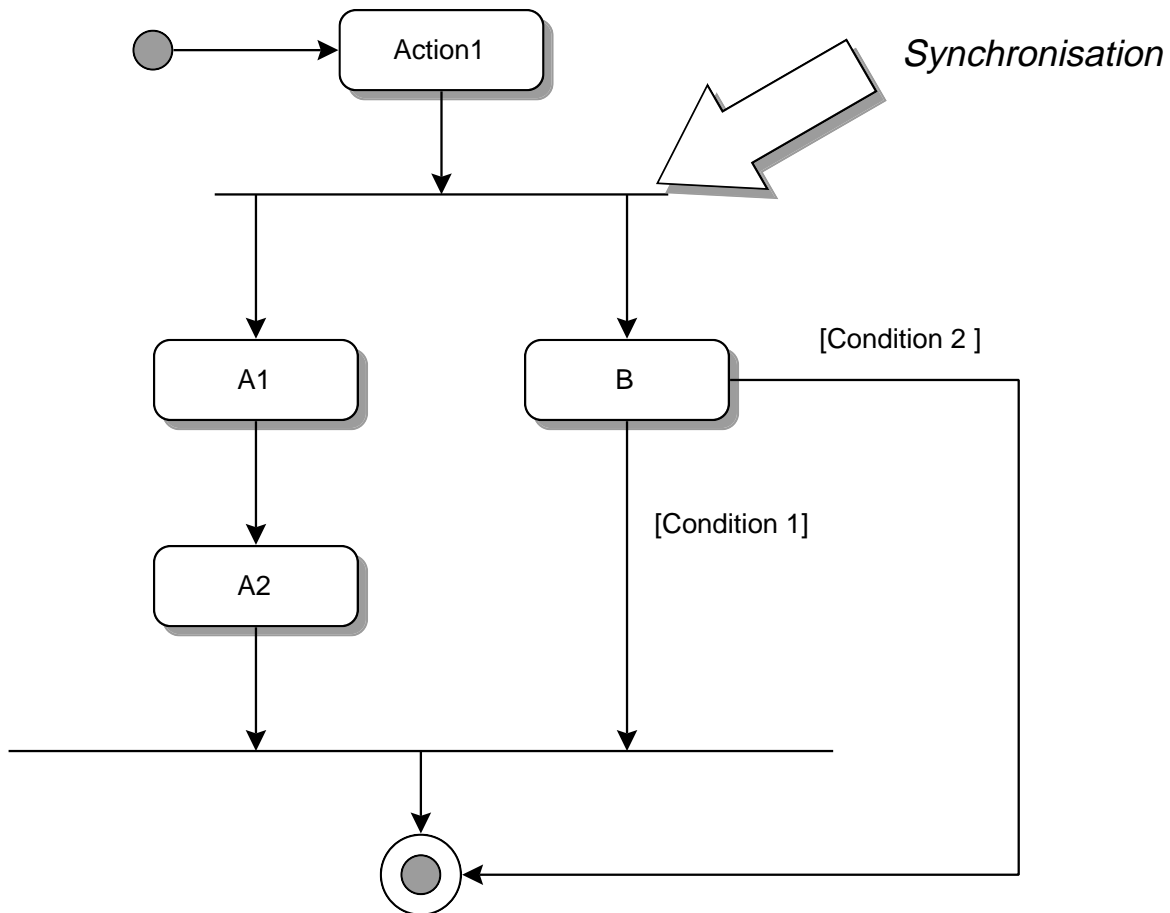 Action1
Synchronisation
[Condition 2 ]
A1
B
[Condition 1]
A2